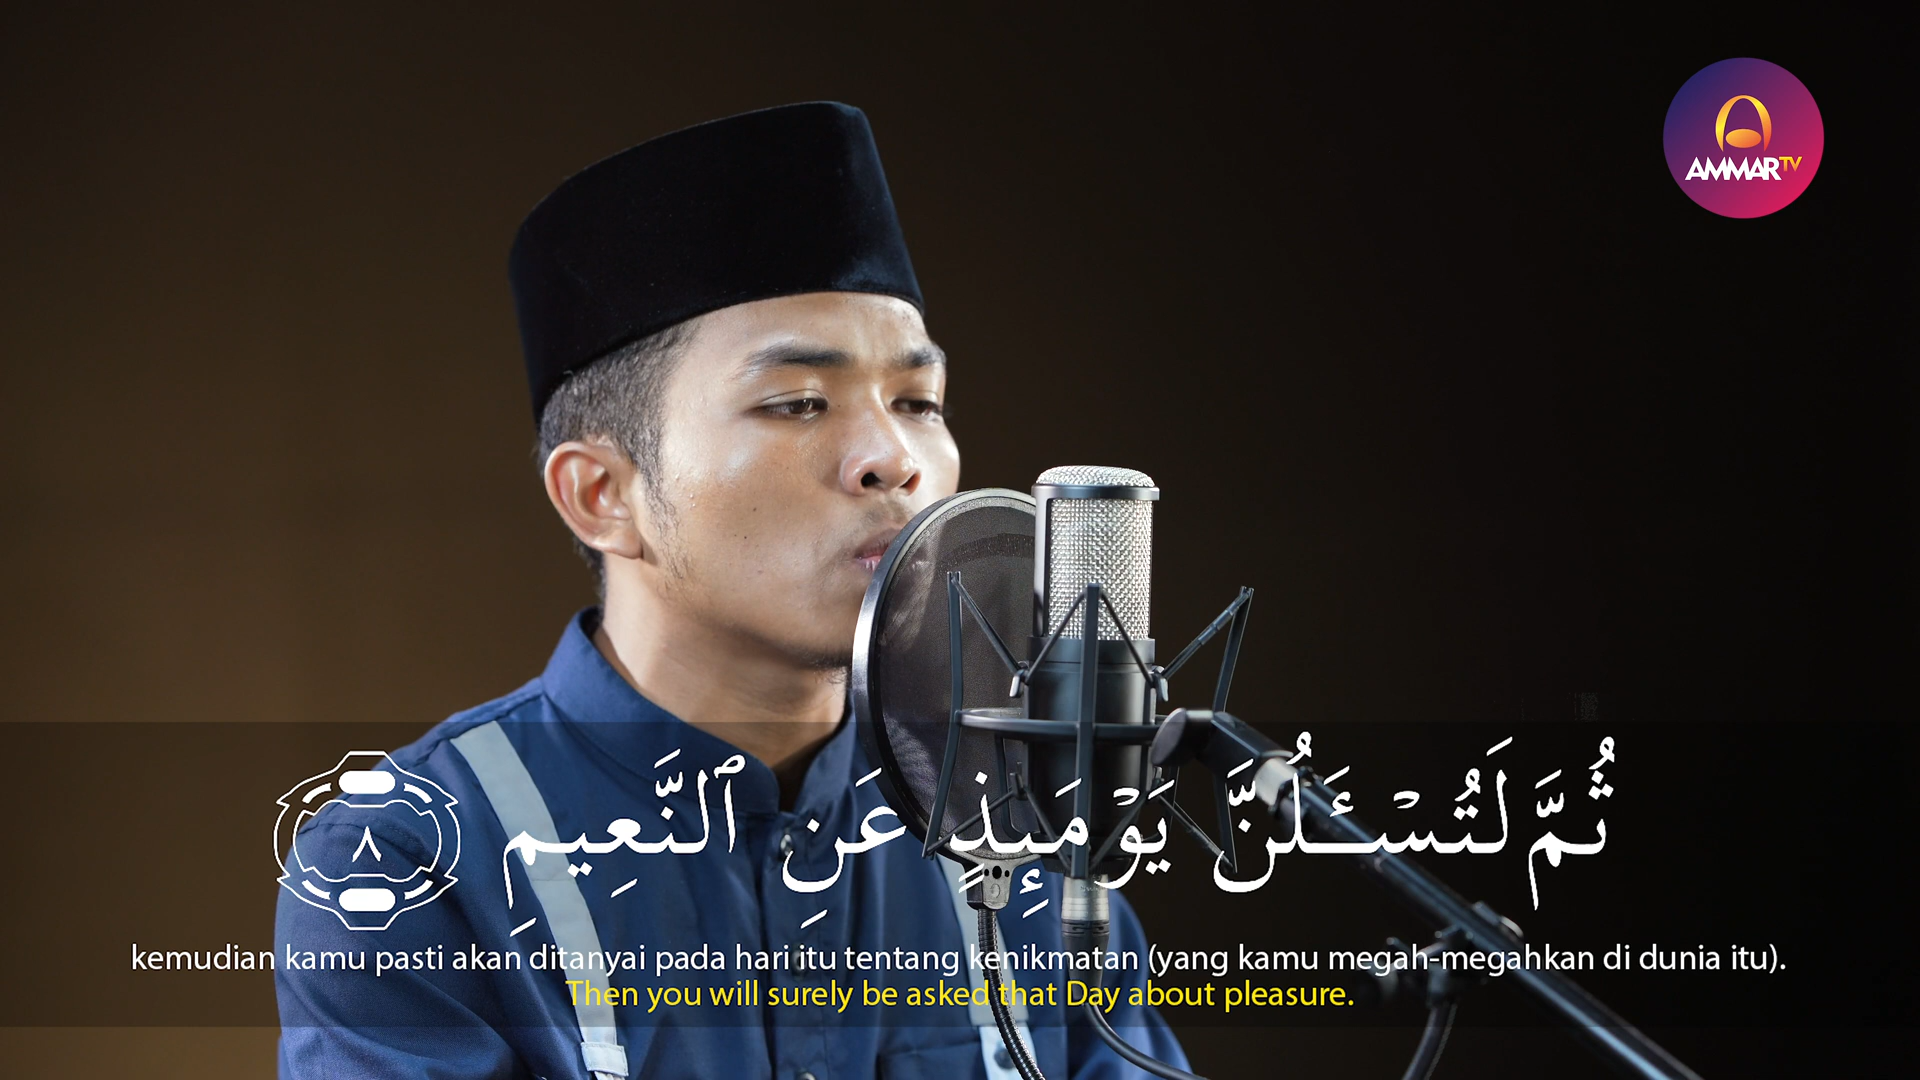 AMMARTV
ثُمَّ لَتُسْـَٔلُنَّ يَوْمَئِذٍ عَنِ ٱلنَّعِيمِ ٨
kemudian kamu pasti akan ditanyai pada hari itu tentang kenikmatan (yang kamu megah-megahkan di dunia itu).
Then you will surely be asked that Day about pleasure.